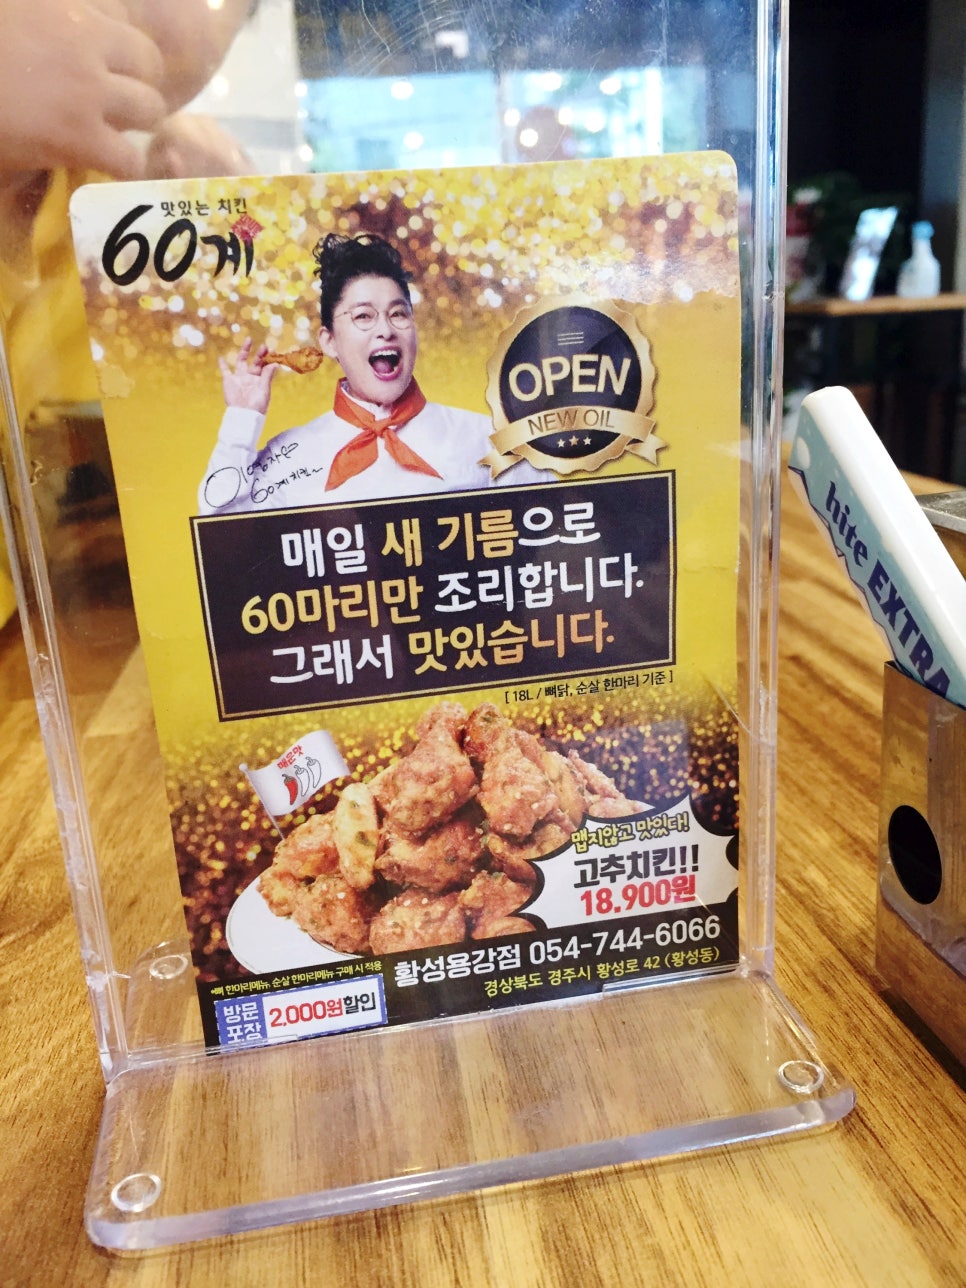 맛있는 치킨
60계
OPEN
NEW OIL
이영자
60계치킨~
매일 새 기름으로
60마리만 조리합니다.
그래서 맛있습니다.
[ 18L / 뼈닭, 순살 한마리 기준 ]
매운맛
맵지않고 맛있다!
고추치킨!!
18.900원
*뼈 한마리메뉴, 순살 한마리메뉴 구매 시 적용
방문
포장
2,000원할인
황성용강점 054-744-6066
경상북도 경주시 황성로 42 (황성동)
hite EXTRA